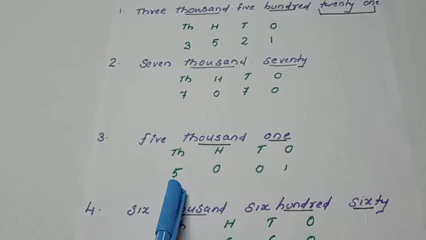 1. Three thousand five hundred twenty one
Th H T O
3 5 2 1
2. Seven thousand seventy
Th H T O
7 0 7 0
3. Five thousand one
Th H T O
5 0 0 1
4. Six six hundred sixty
H T O